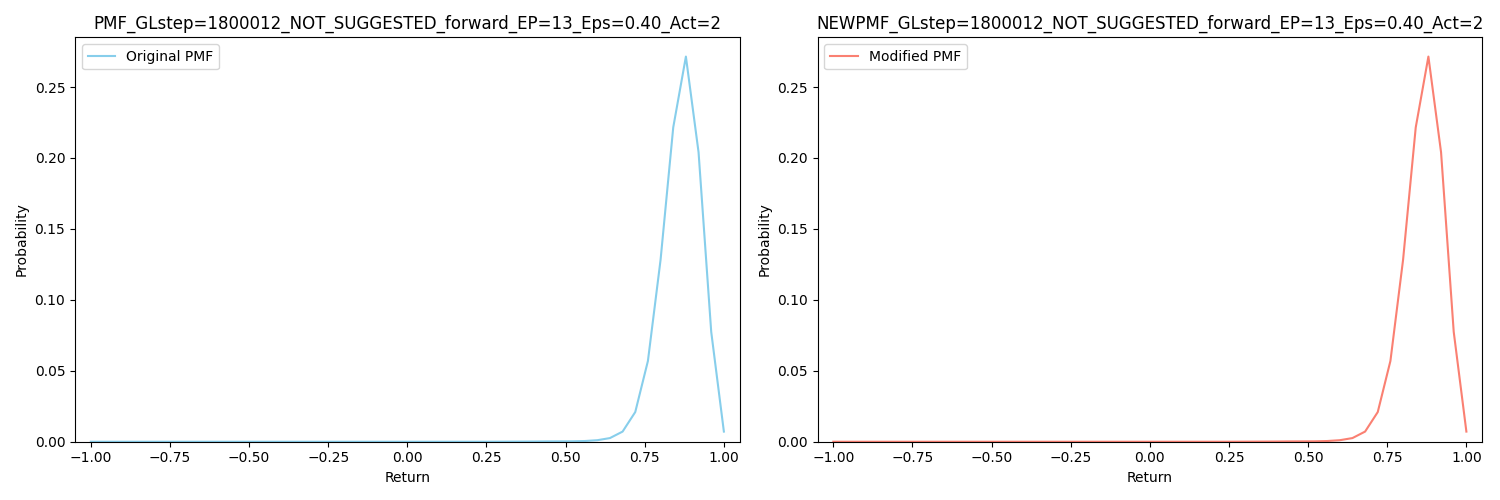 PMF_GLstep=1800012_NOT_SUGGESTED_forward_EP=13_Eps=0.40_Act=2
Original PMF
Probability
0.25
0.20
0.15
0.10
0.05
0.00
−1.00 −0.75 −0.50 −0.25 0.00 0.25 0.50 0.75 1.00
Return
NEWPMF_GLstep=1800012_NOT_SUGGESTED_forward_EP=13_Eps=0.40_Act=2
Modified PMF
Probability
0.25
0.20
0.15
0.10
0.05
0.00
−1.00 −0.75 −0.50 −0.25 0.00 0.25 0.50 0.75 1.00
Return